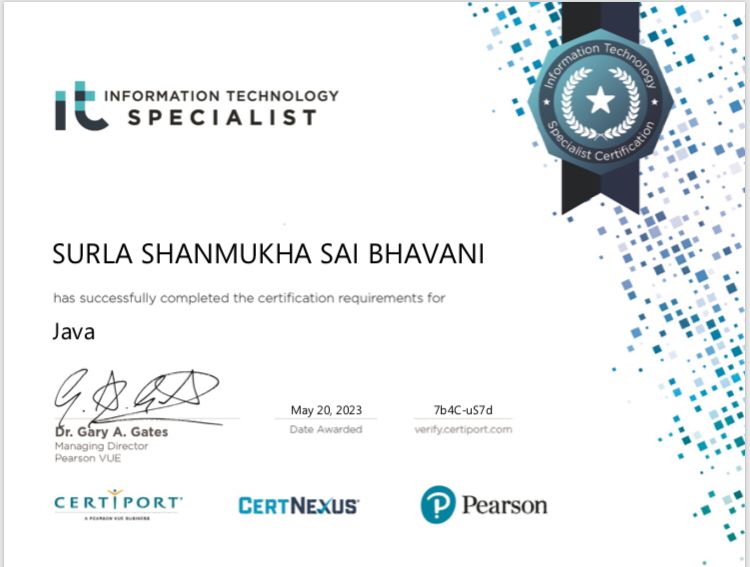 it INFORMATION TECHNOLOGY
SPECIALIST
Information Technology
Specialist Certification
SURLA SHANMUKHA SAI BHAVANI
has successfully completed the certification requirements for
Java
Dr. Gary A. Gates
Managing Director
Pearson VUE
May 20, 2023
Date Awarded
7b4C-uS7d
verify.certiport.com
CERTIPORT
A PEARSON VUE BUSINESS
CERTNEXUS
P Pearson